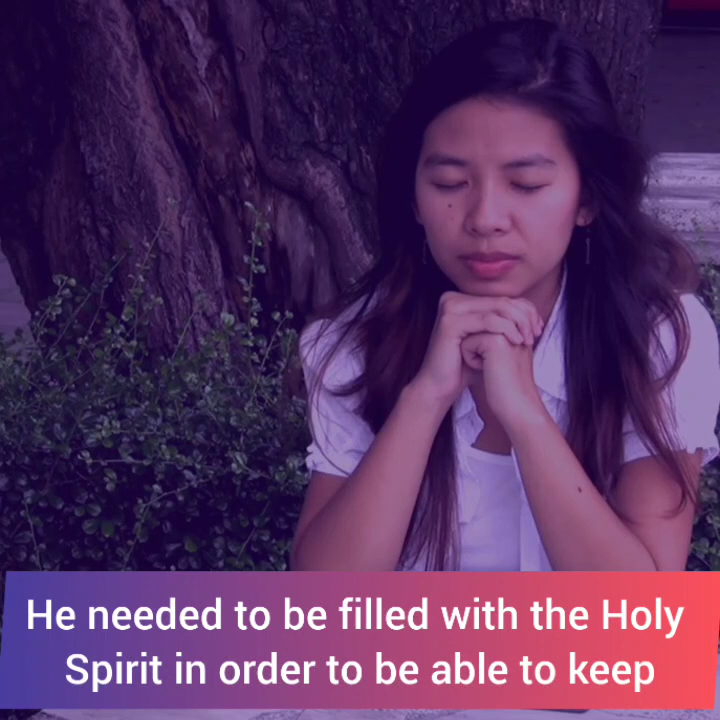 He needed to be filled with the Holy
Spirit in order to be able to keep